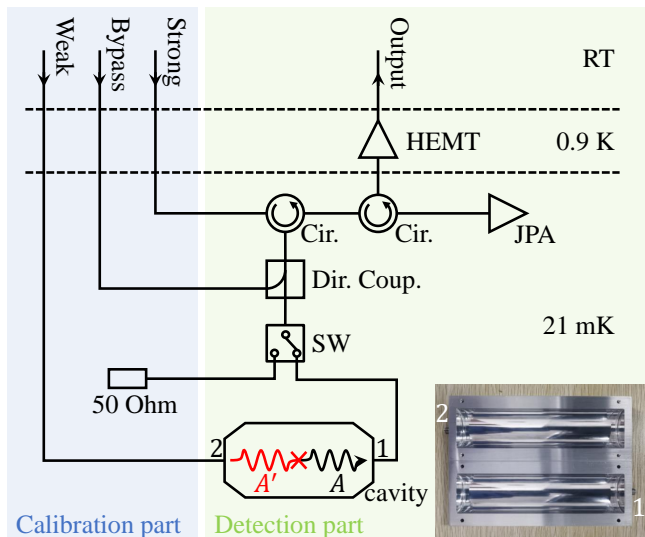 Weak
Bypass
Strong
Output
RT
HEMT
0.9 K
Cir.
Cir.
JPA
Dir. Coup.
21 mK
SW
50 Ohm
2
1
A′
A
cavity
2
1
Calibration part
Detection part